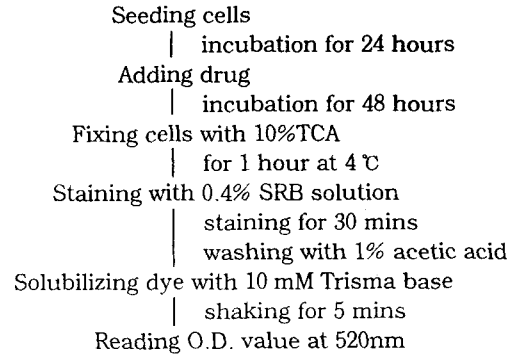 Seeding cells
incubation for 24 hours
Adding drug
incubation for 48 hours
Fixing cells with 10%TCA
for 1 hour at 4℃
Staining with 0.4% SRB solution
staining for 30 mins
washing with 1% acetic acid
Solubilizing dye with 10 mM Trisma base
shaking for 5 mins
Reading O.D. value at 520nm